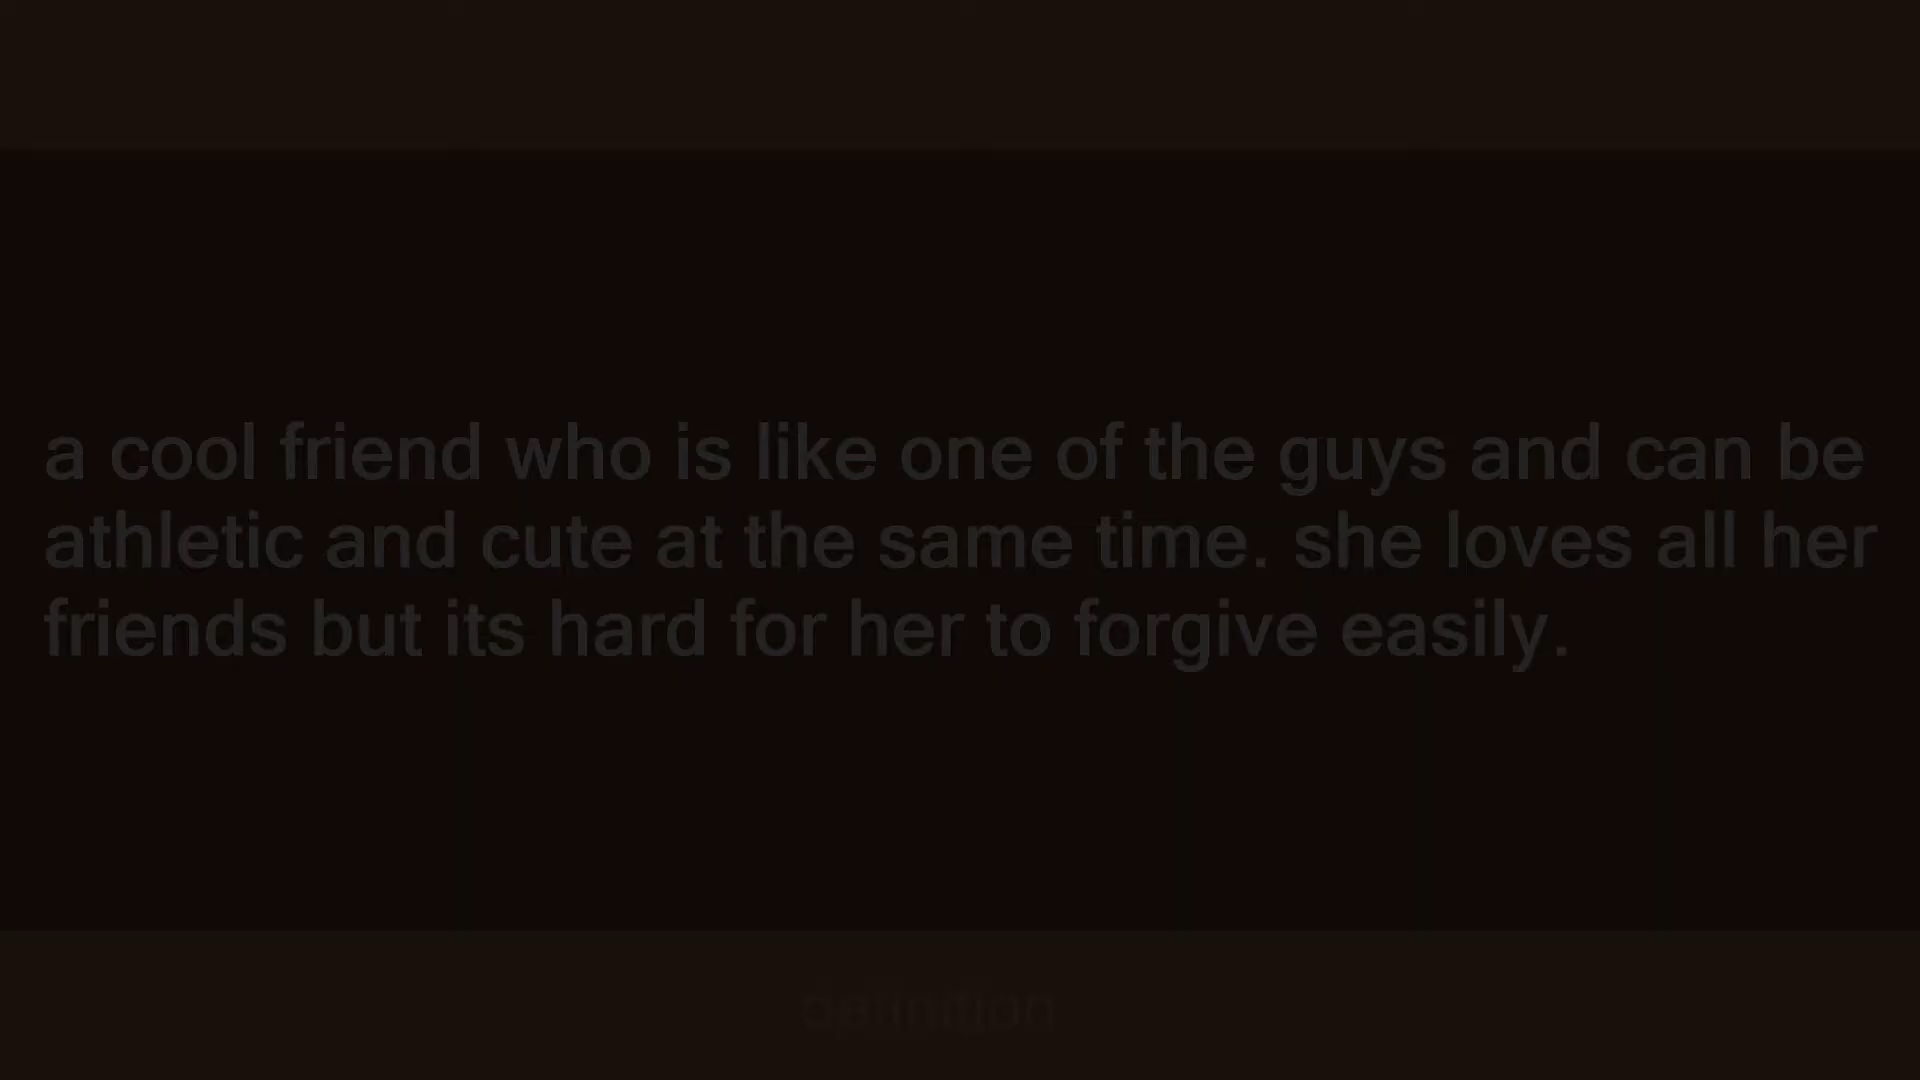 a cool friend who is like one of the guys and can be
athletic and cute at the same time. she loves all her
friends but its hard for her to forgive easily.
definition